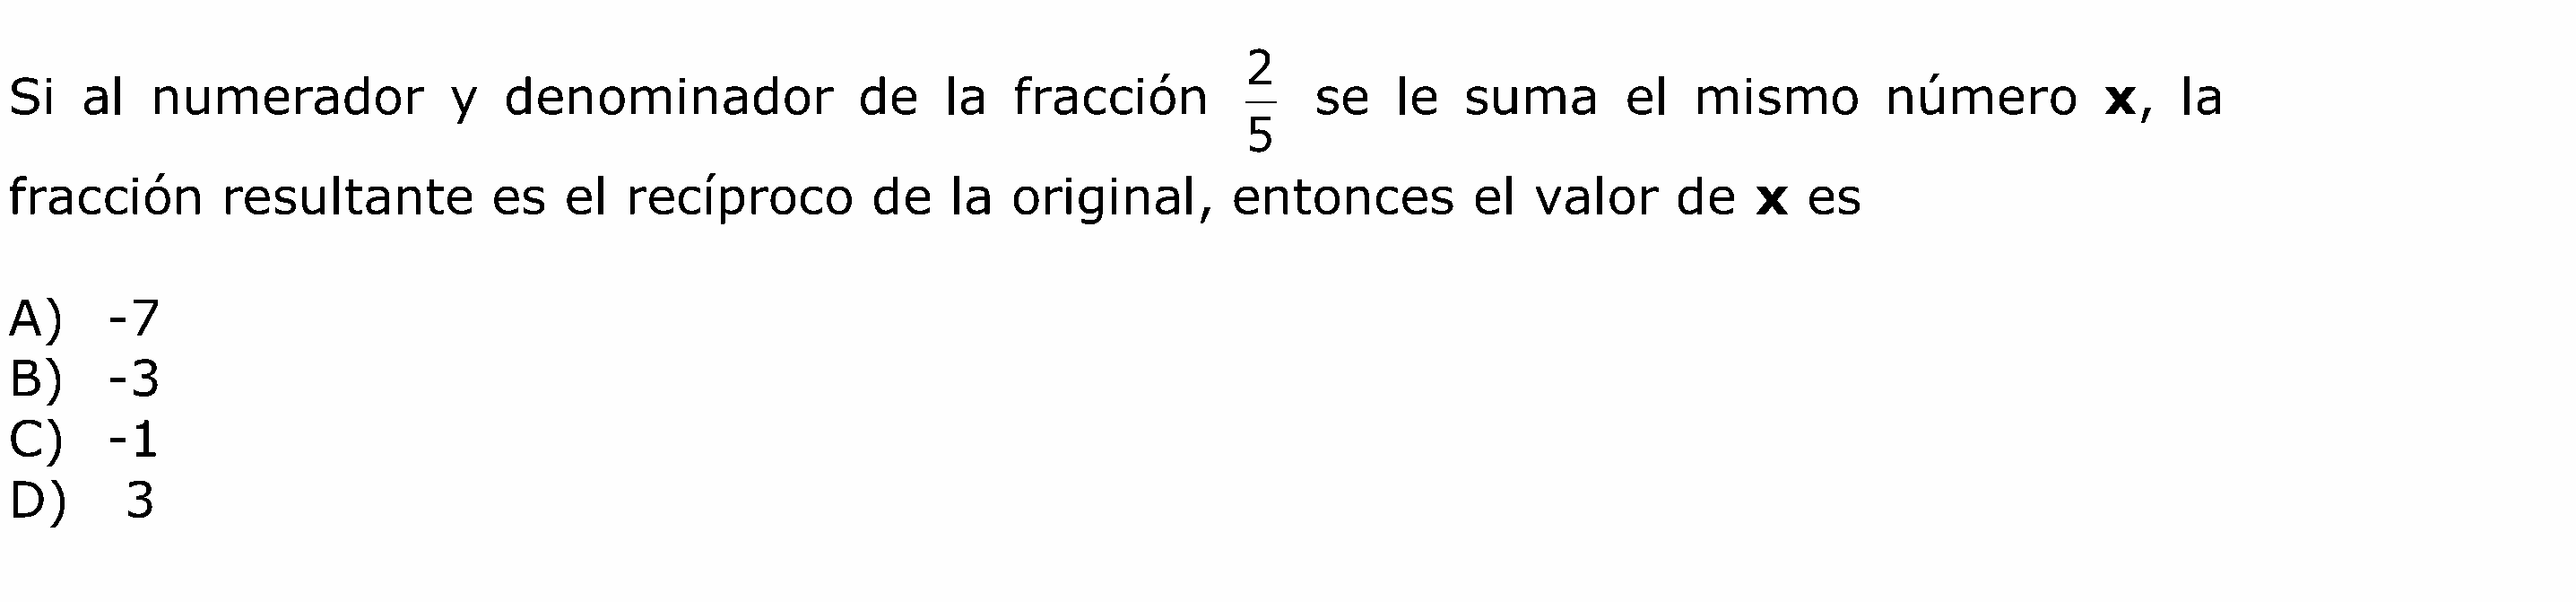 Si al numerador y denominador de la fracción 2/5 se le suma el mismo número x, la
fracción resultante es el recíproco de la original, entonces el valor de x es
A) -7
B) -3
C) -1
D) 3